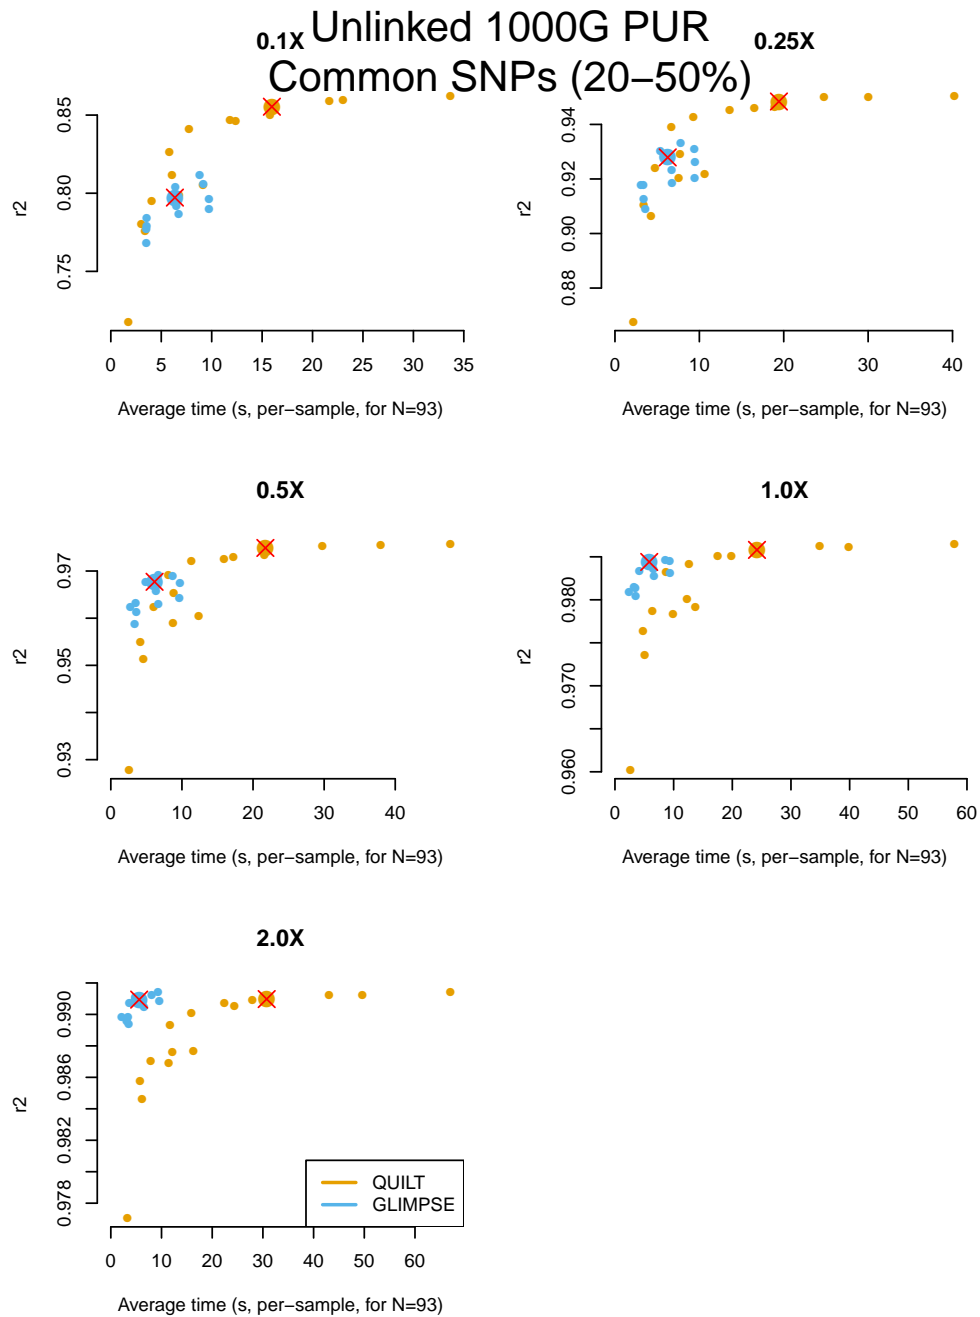 Unlinked 1000G PUR
Common SNPs (20–50%)
0.1X
r2
0.85
0.80
0.75
0 5 10 15 20 25 30 35
Average time (s, per−sample, for N=93)
0.25X
r2
0.94
0.92
0.90
0.88
0 10 20 30 40
Average time (s, per−sample, for N=93)
0.5X
r2
0.97
0.95
0.93
0 10 20 30 40
Average time (s, per−sample, for N=93)
1.0X
r2
0.980
0.970
0.960
0 10 20 30 40 50 60
Average time (s, per−sample, for N=93)
2.0X
r2
0.990
0.986
0.982
0.978
0 10 20 30 40 50 60
Average time (s, per−sample, for N=93)
QUILT
GLIMPSE